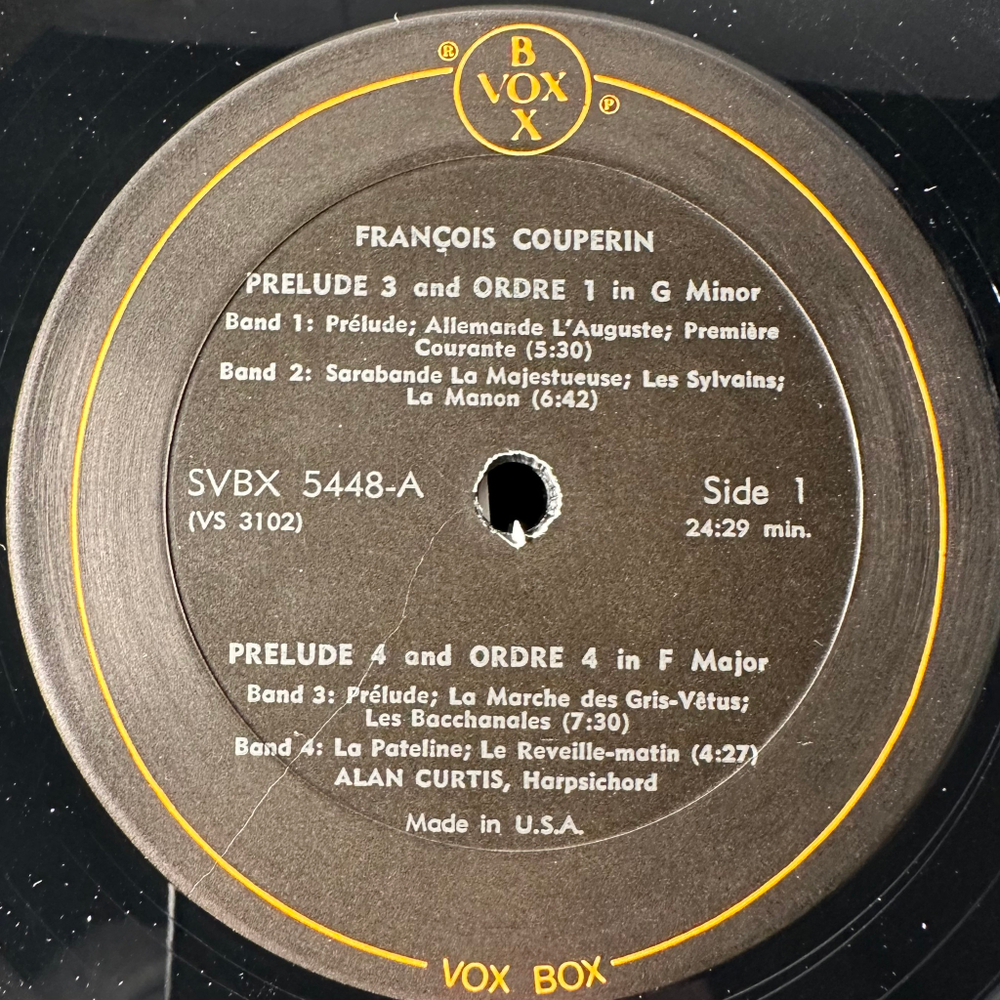 ®
B
VOX
X
℗
FRANÇOIS COUPERIN
PRELUDE 3 and ORDRE 1 in G Minor
Band 1: Prélude; Allemande L'Auguste; Première
Courante (5:30)
Band 2: Sarabande La Majestueuse; Les Sylvains;
La Manon (6:42)
SVBX 5448-A
(VS 3102)
Side 1
24:29 min.
PRELUDE 4 and ORDRE 4 in F Major
Band 3: Prélude; La Marche des Gris-Vêtus;
Les Bacchanales (7:30)
Band 4: La Pateline; Le Reveille-matin (4:27)
ALAN CURTIS, Harpsichord
Made in U.S.A.
VOX BOX